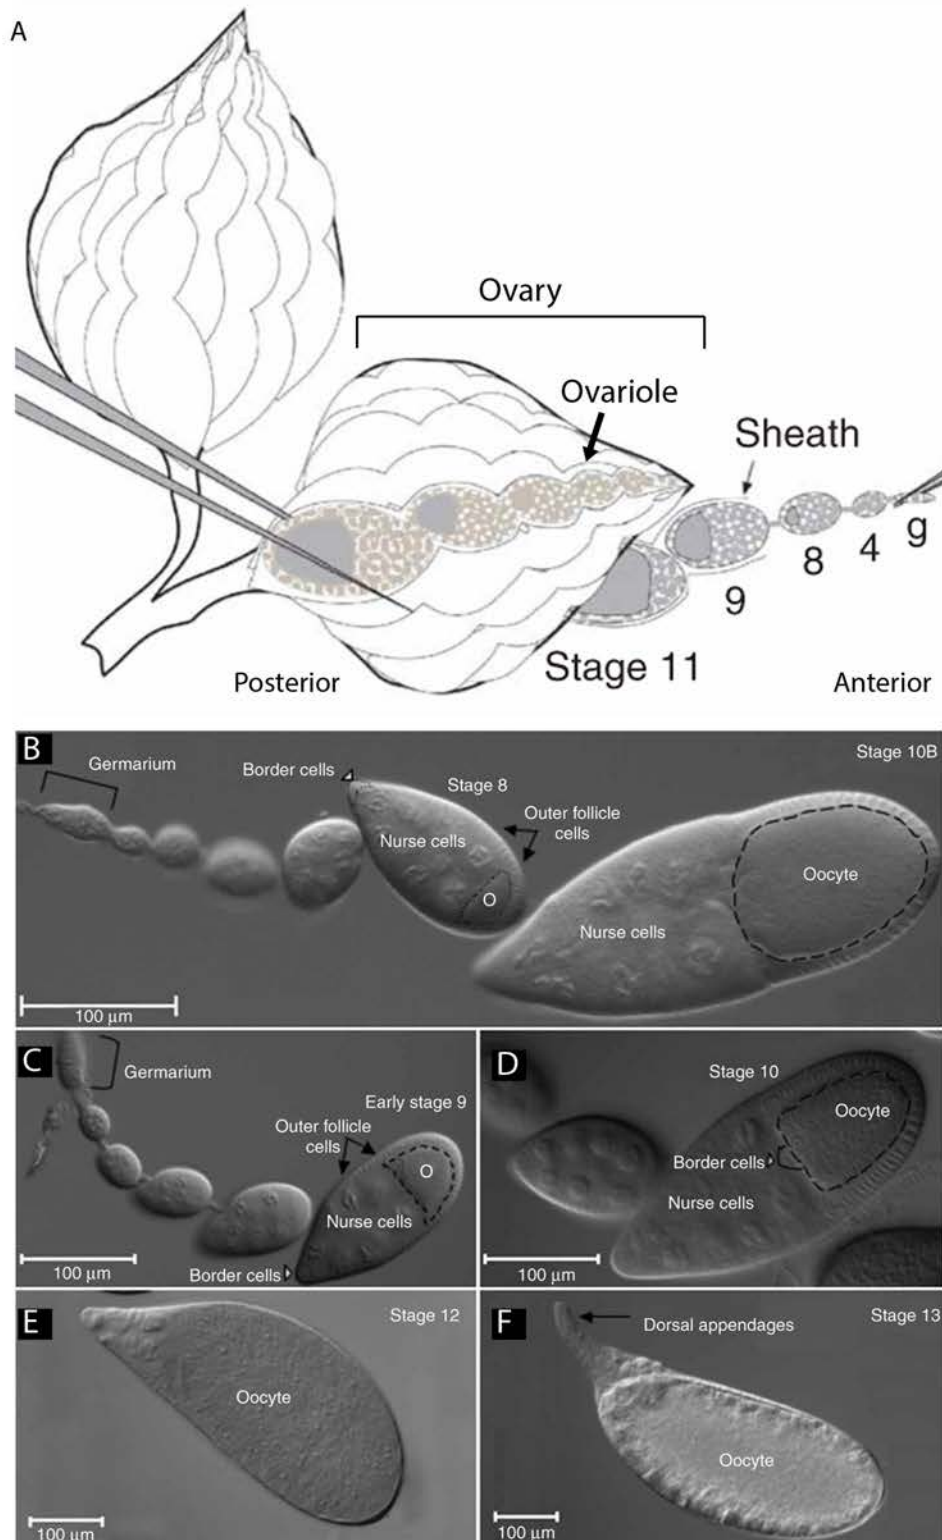 A
Ovary
Ovariole
Sheath
g
4
8
9
Stage 11
Posterior
Anterior
B
Germarium
Border cells
Stage 8
Stage 10B
Outer follicle
cells
Nurse cells
O
Oocyte
Nurse cells
100 μm
C
Germarium
Early stage 9
Outer follicle
cells
O
Nurse cells
Border cells
100 μm
D
Stage 10
Oocyte
Border cells
Nurse cells
100 μm
E
Stage 12
Oocyte
100 μm
F
Dorsal appendages
Stage 13
Oocyte
100 μm